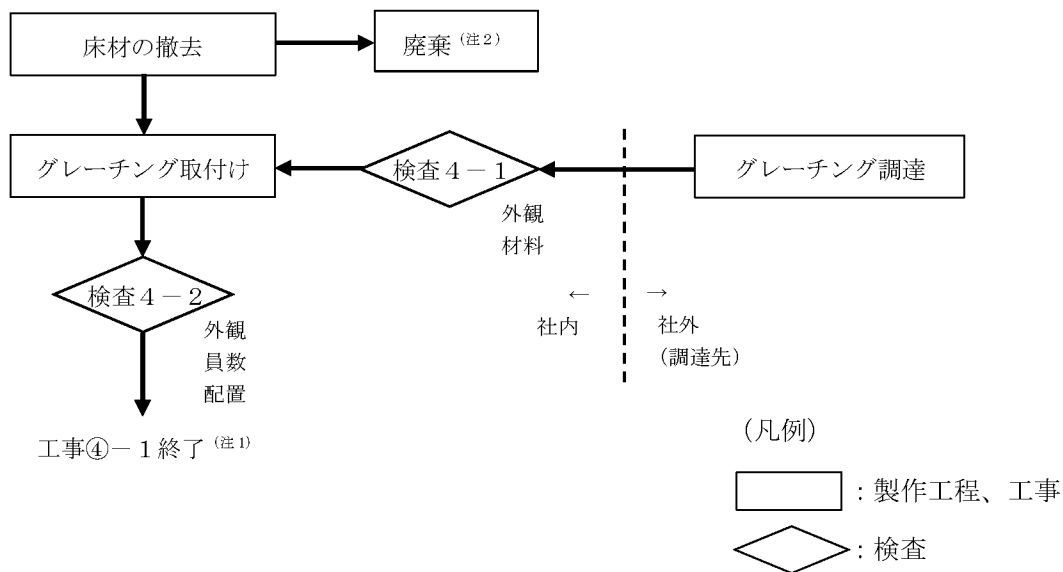 床材の撤去
廃棄(注2)
グレーチング取付け
検査4-1
グレーチング調達
外観
材料
検査4-2
外観
員数
配置
←
社内
→
社外
(調達先)
工事④-1終了(注1)
(凡例)
:製作工程、工事
:検査